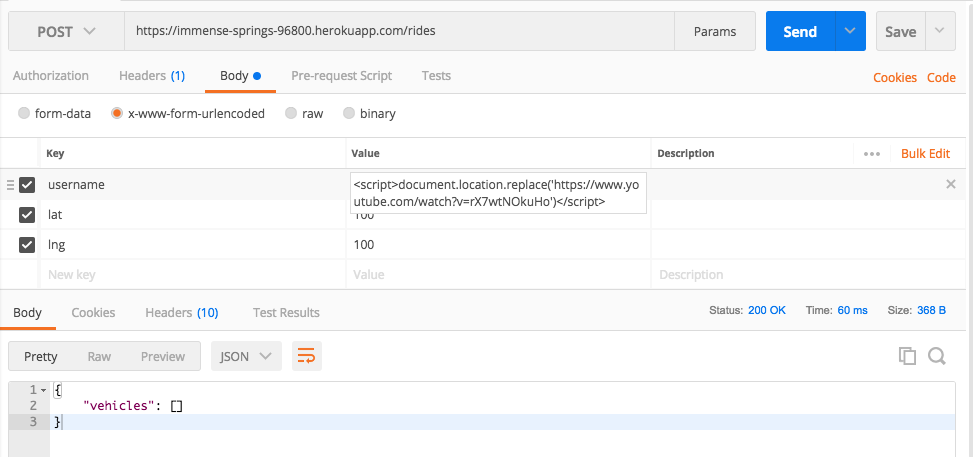 POST https://immense-springs-96800.herokuapp.com/rides Params Send Save
Authorization Headers (1) Body Pre-request Script Tests Cookies Code
form-data x-www-form-urlencoded raw binary
Key Value Description ••• Bulk Edit
username <script>document.location.replace('https://www.yo
utube.com/watch?v=rX7wtNOkuHo')</script>
lat 100
lng 100
New key Value Description
Body Cookies Headers (10) Test Results Status: 200 OK Time: 60 ms Size: 368 B
Pretty Raw Preview JSON
1 {
2 "vehicles": []
3 }